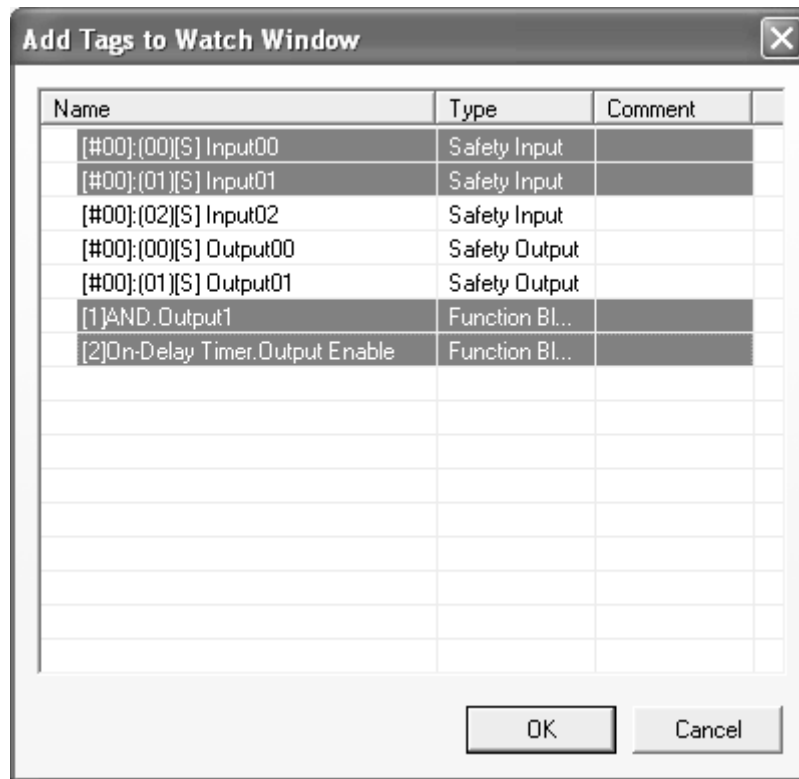 Add Tags to Watch Window
Name Type Comment
[#00]:(00)[S] Input00 Safety Input
[#00]:(01)[S] Input01 Safety Input
[#00]:(02)[S] Input02 Safety Input
[#00]:(00)[S] Output00 Safety Output
[#00]:(01)[S] Output01 Safety Output
[1]AND.Output1 Function Bl...
[2]On-Delay Timer.Output Enable Function Bl...
OK Cancel